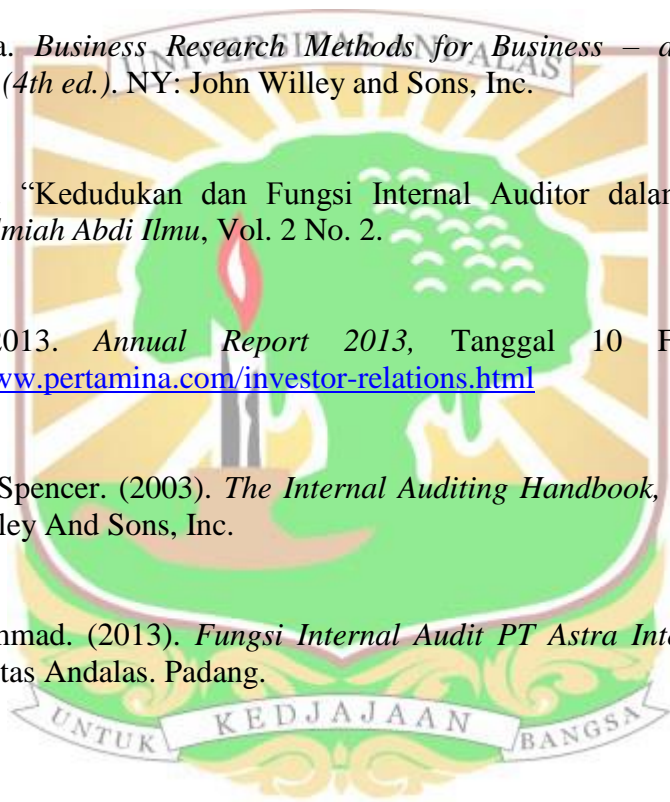 a. Business Research Methods for Business – a
UNIVERSITAS ANDALAS
(4th ed.). NY: John Willey and Sons, Inc.
“Kedudukan dan Fungsi Internal Auditor dalam
lmiah Abdi Ilmu, Vol. 2 No. 2.
2013. Annual Report 2013, Tanggal 10 F
ww.pertamina.com/investor-relations.html
Spencer. (2003). The Internal Auditing Handbook,
ley And Sons, Inc.
mmad. (2013). Fungsi Internal Audit PT Astra Inte
tas Andalas. Padang.
UNTUK KEDJAJAAN BANGSA